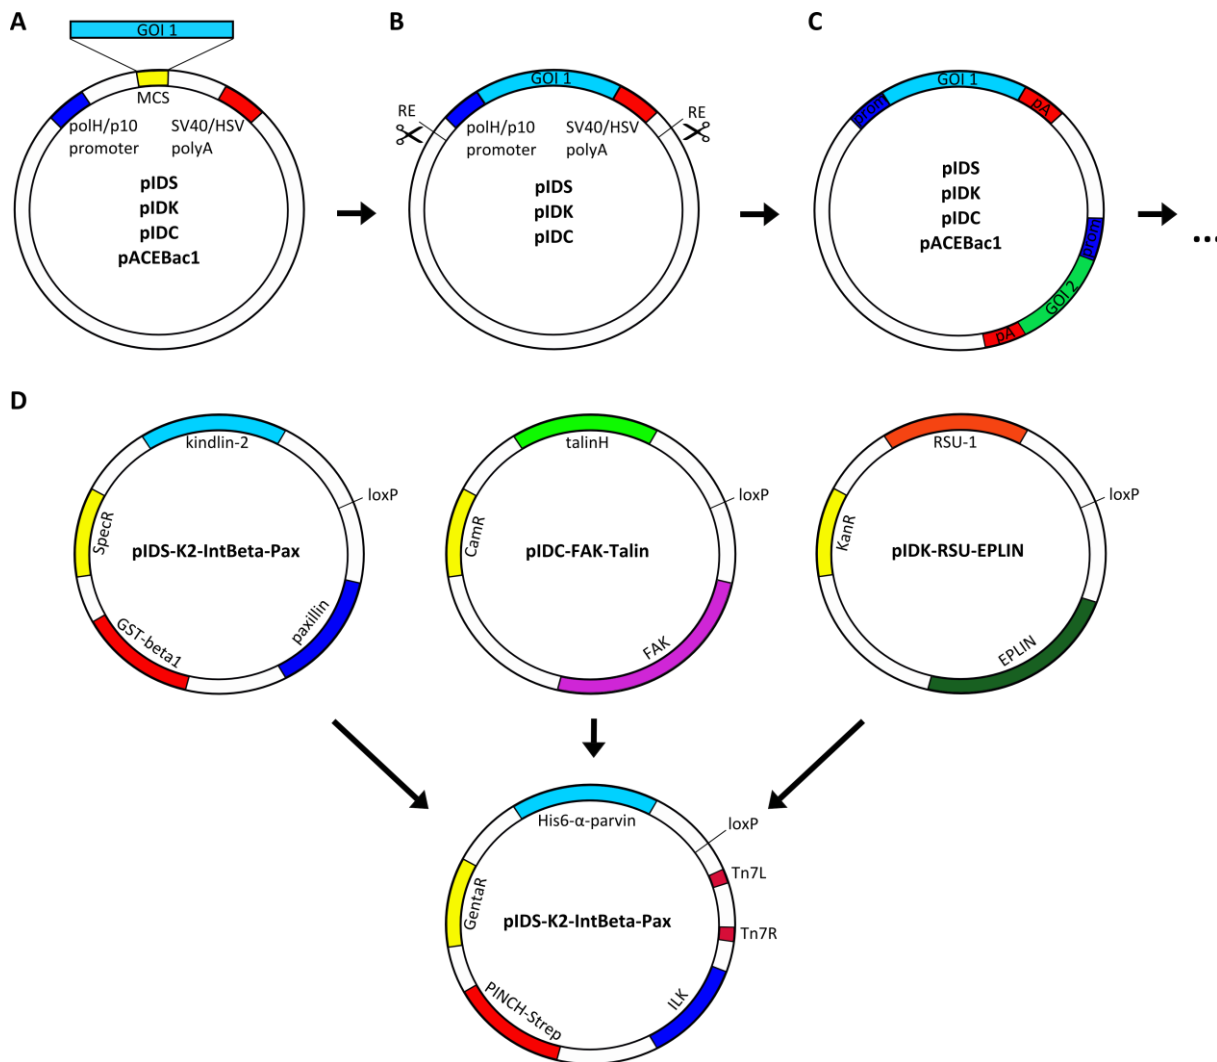 A
GOI 1
MCS
polH/p10
promoter
SV40/HSV
polyA
pIDS
pIDK
pIDC
pACEBac1
B
GOI 1
RE
RE
polH/p10
promoter
SV40/HSV
polyA
pIDS
pIDK
pIDC
C
GOI 1
prom
pA
pIDS
pIDK
pIDC
pACEBac1
prom
GOI 2
pA
...
D
kindlin-2
loxP
SpecR
pIDS-K2-IntBeta-Pax
GST-beta1
paxillin
talinH
loxP
CamR
pIDC-FAK-Talin
FAK
RSU-1
loxP
KanR
pIDK-RSU-EPLIN
EPLIN
His6-α-parvin
loxP
Tn7L
GentaR
pIDS-K2-IntBeta-Pax
Tn7R
PINCH-Strep
ILK